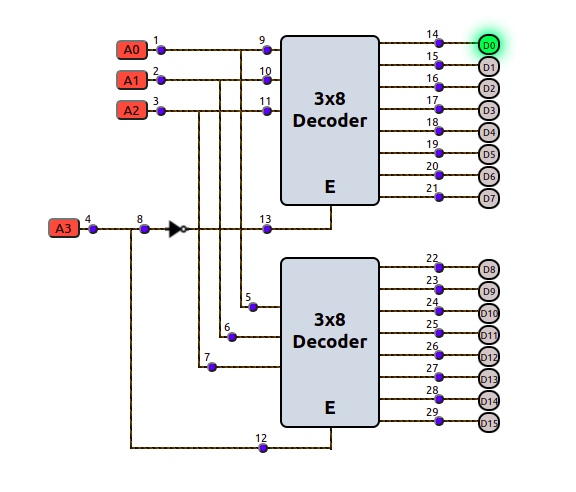 14
D0
A0
1
9
15
D1
A1
2
10
16
D2
A2
3
11
3x8
Decoder
17
D3
18
D4
19
D5
20
D6
E
21
D7
A3
4
8
13
22
D8
23
D9
5
24
D10
6
3x8
Decoder
25
D11
26
D12
7
27
D13
28
D14
E
29
D15
12